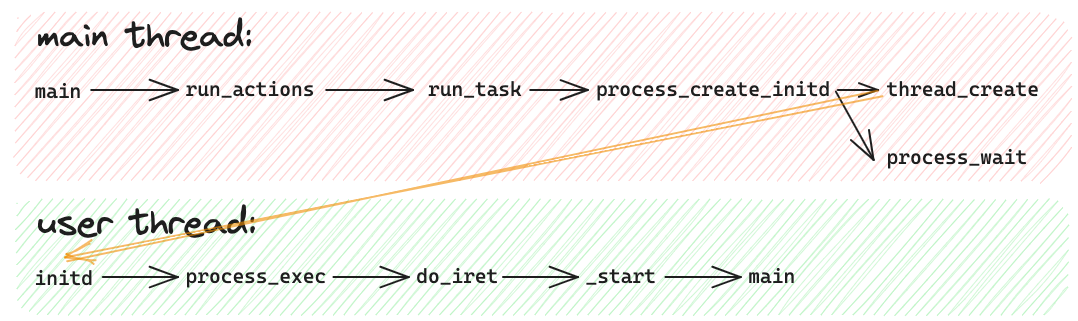 main thread:
main run_actions run_task process_create_initd thread_create
process_wait
user thread:
initd process_exec do_iret _start main